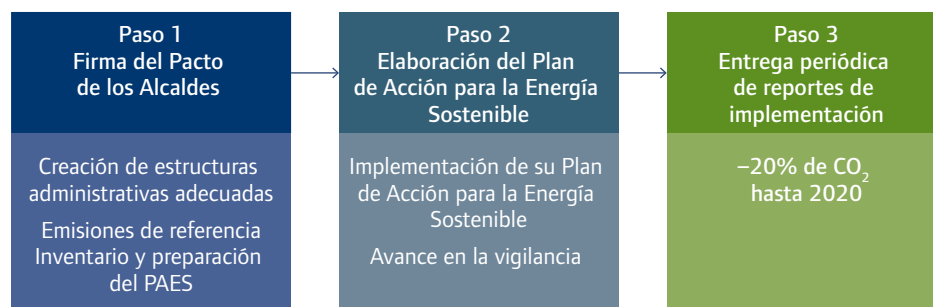 Paso 1
Firma del Pacto
de los Alcaldes
Creación de estructuras
administrativas adecuadas
Emisiones de referencia
Inventario y preparación
del PAES
Paso 2
Elaboración del Plan
de Acción para la Energía
Sostenible
Implementación de su Plan
de Acción para la Energía
Sostenible
Avance en la vigilancia
Paso 3
Entrega periódica
de reportes de
implementación
–20% de CO₂
hasta 2020